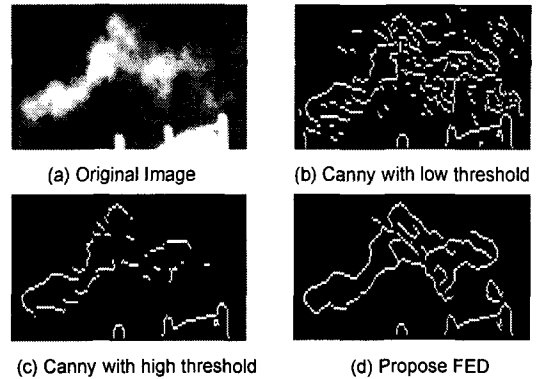 (a) Original Image
(b) Canny with low threshold
(c) Canny with high threshold
(d) Propose FED